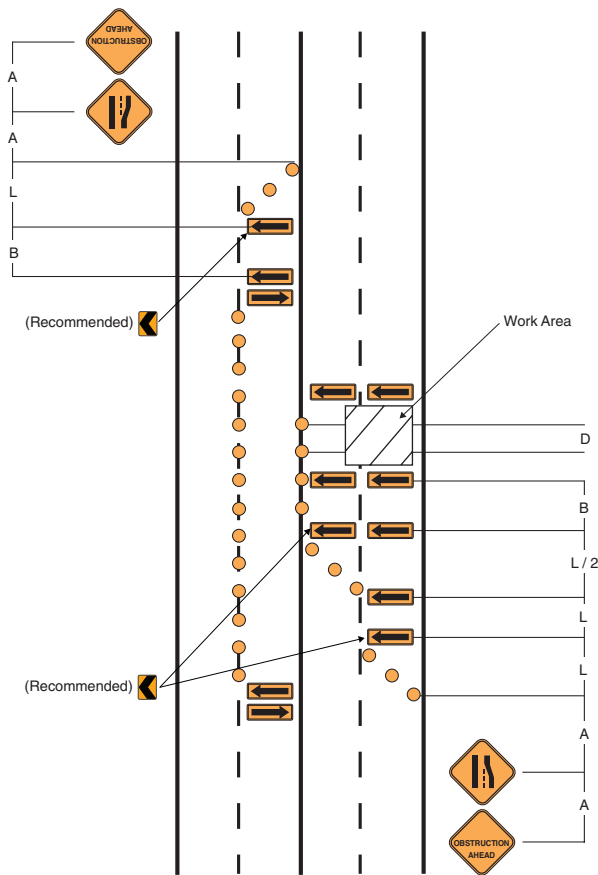 OBSTRUCTION
AHEAD
A
A
L
B
(Recommended)
Work Area
D
B
L / 2
L
L
(Recommended)
A
A
OBSTRUCTION
AHEAD